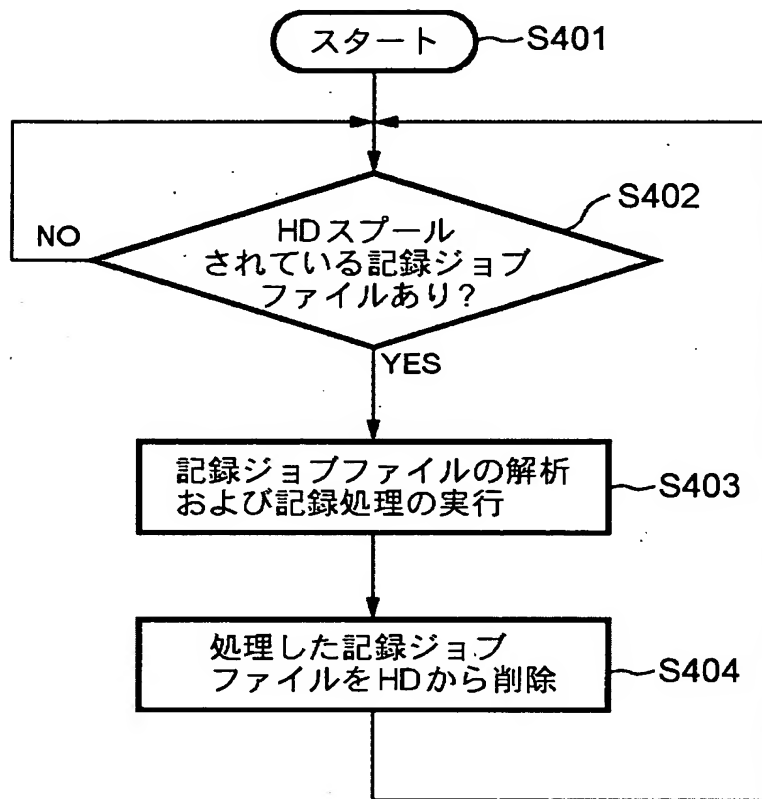 スタート
S401
S402
HDスプール
されている記録ジョブ
ファイルあり?
NO
YES
記録ジョブファイルの解析
および記録処理の実行
S403
処理した記録ジョブ
ファイルをHDから削除
S404